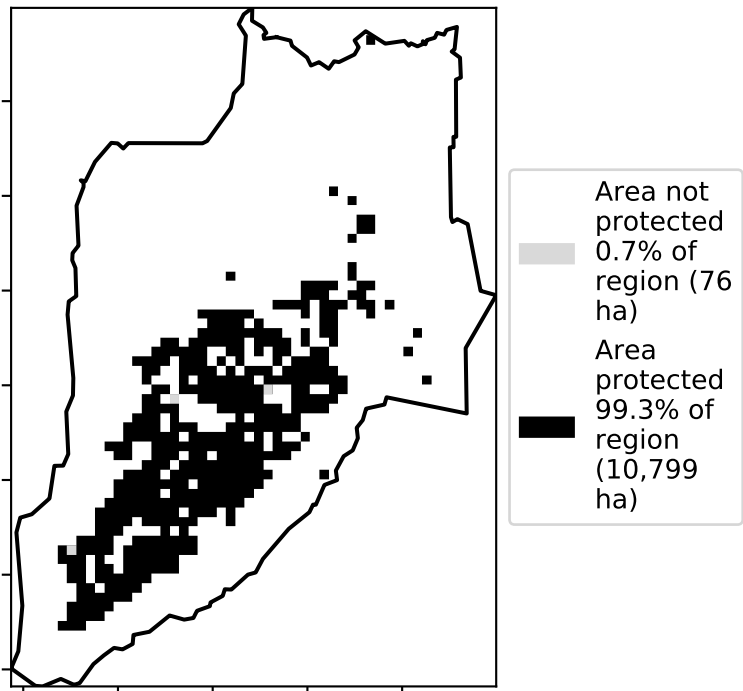 Area not
protected
0.7% of
region (76
ha)
Area
protected
99.3% of
region
(10,799
ha)